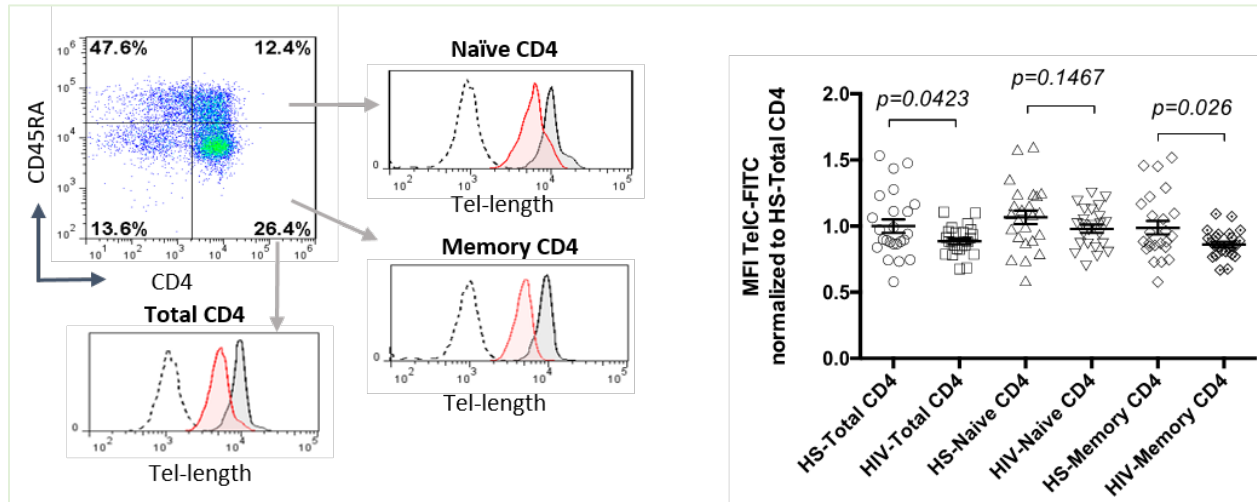 47.6%
12.4%
13.6%
26.4%
10⁶
10⁵
10⁴
10³
10²
10¹ 10² 10³ 10⁴ 10⁵ 10⁶
CD45RA
CD4
Naïve CD4
0
10² 10³ 10⁴ 10⁵
Tel-length
Memory CD4
0
10² 10³ 10⁴ 10⁵
Tel-length
Total CD4
0
10² 10³ 10⁴ 10⁵
Tel-length
MFI TelC-FITC
normalized to HS-Total CD4
2.0
1.5
1.0
0.5
0.0
p=0.0423
p=0.1467
p=0.026
HS-Total CD4
HIV-Total CD4
HS-Naive CD4
HIV-Naive CD4
HS-Memory CD4
HIV-Memory CD4